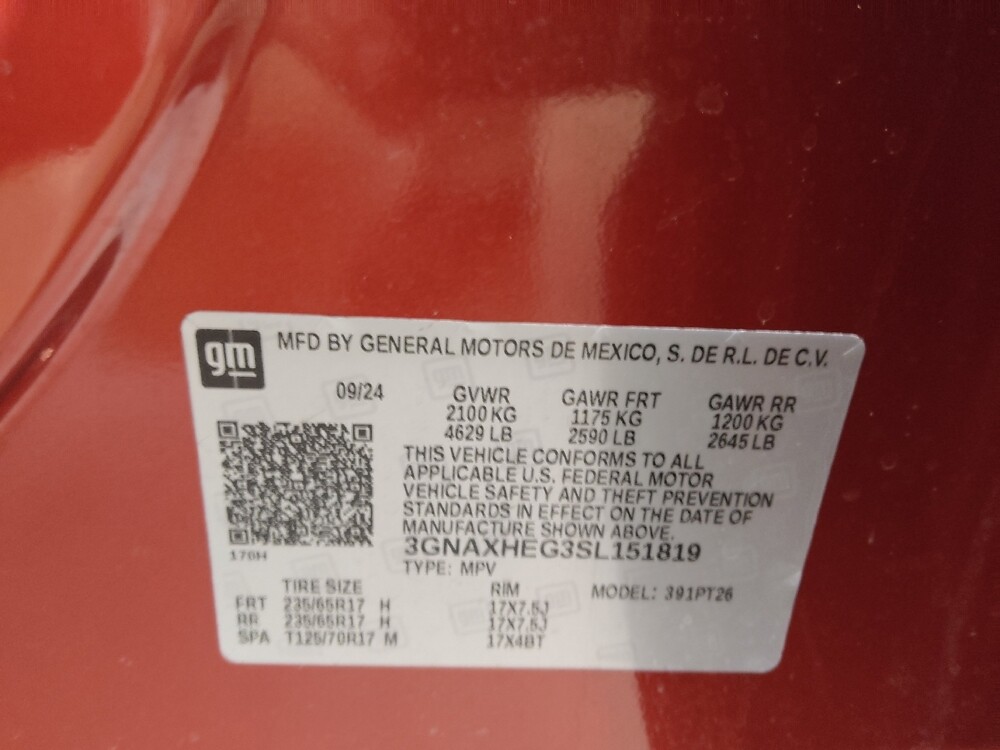 gm
MFD BY GENERAL MOTORS DE MEXICO, S. DE R.L. DE C.V.
09/24 GVWR GAWR FRT GAWR RR
2100 KG 1175 KG 1200 KG
4629 LB 2590 LB 2645 LB
THIS VEHICLE CONFORMS TO ALL
APPLICABLE U.S. FEDERAL MOTOR
VEHICLE SAFETY AND THEFT PREVENTION
STANDARDS IN EFFECT ON THE DATE OF
MANUFACTURE SHOWN ABOVE.
3GNAXHEG3SL151819
176H
TYPE: MPV
TIRE SIZE RIM MODEL: 391PT26
FRT 235/65R17 H 17X7.5J
RR 235/65R17 H 17X7.5J
SPA T125/70R17 M 17X4BT